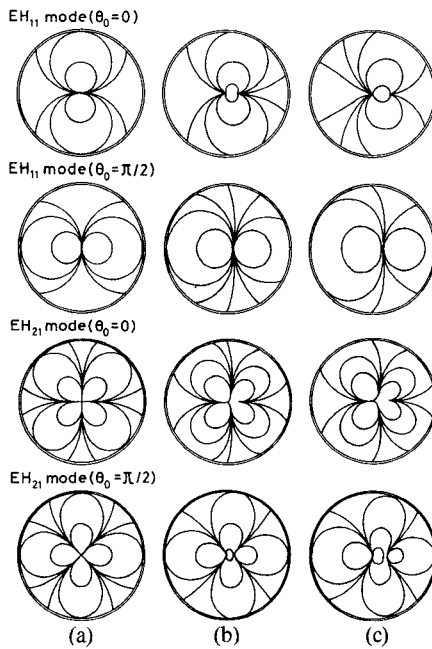 EH₁₁ mode(θ₀=0)
EH₁₁ mode(θ₀=π/2)
EH₂₁ mode(θ₀=0)
EH₂₁ mode(θ₀=π/2)
(a) (b) (c)